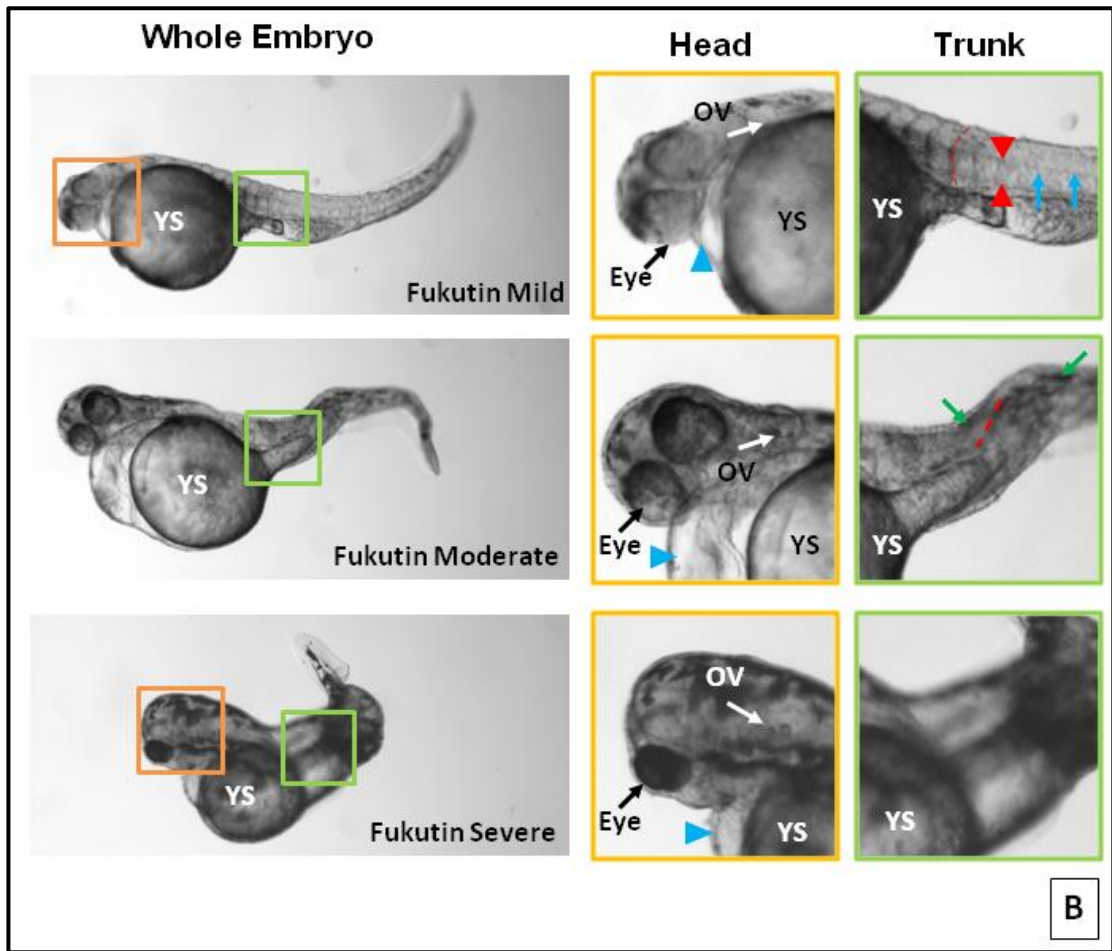 Whole Embryo
Head
Trunk
YS
Fukutin Mild
OV
YS
Eye
YS
YS
Fukutin Moderate
OV
Eye
YS
YS
YS
Fukutin Severe
OV
Eye
YS
YS
B